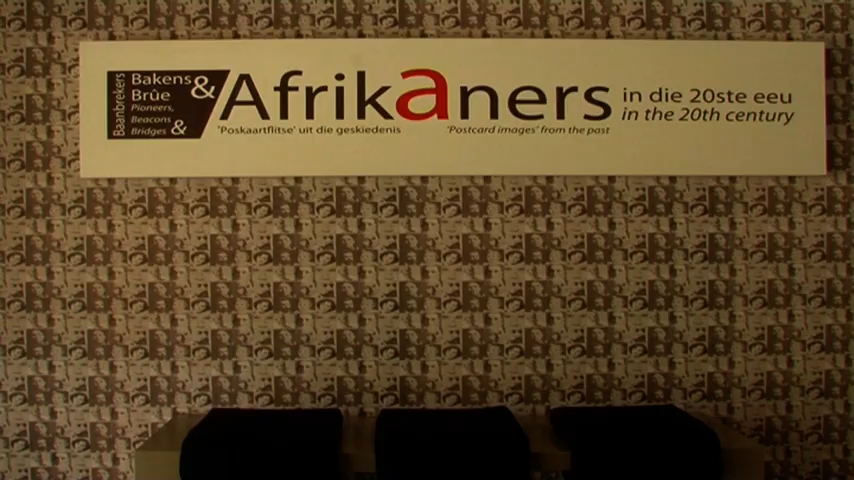 Baanbrekers
Bakens &
Brûe
Pioneers,
Beacons
Bridges &
Afrikaners
in die 20ste eeu
in the 20th century
'Poskaartflitse' uit die geskiedenis
'Postcard images' from the past